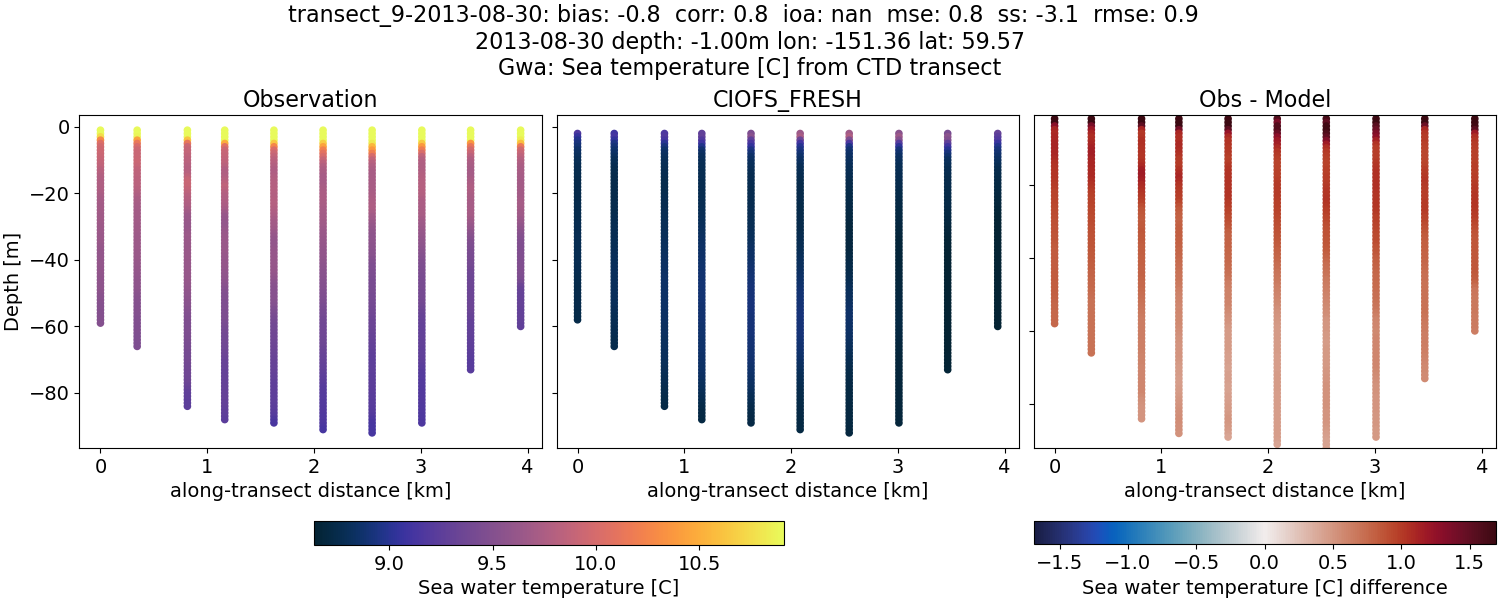 transect_9-2013-08-30: bias: -0.8  corr: 0.8  ioa: nan  mse: 0.8  ss: -3.1  rmse: 0.9
2013-08-30 depth: -1.00m lon: -151.36 lat: 59.57
Gwa: Sea temperature [C] from CTD transect
Observation
CIOFS_FRESH
Obs - Model
Depth [m]
0
−20
−40
−60
−80
0 1 2 3 4
0 1 2 3 4
0 1 2 3 4
along-transect distance [km]
along-transect distance [km]
along-transect distance [km]
9.0 9.5 10.0 10.5
Sea water temperature [C]
−1.5 −1.0 −0.5 0.0 0.5 1.0 1.5
Sea water temperature [C] difference